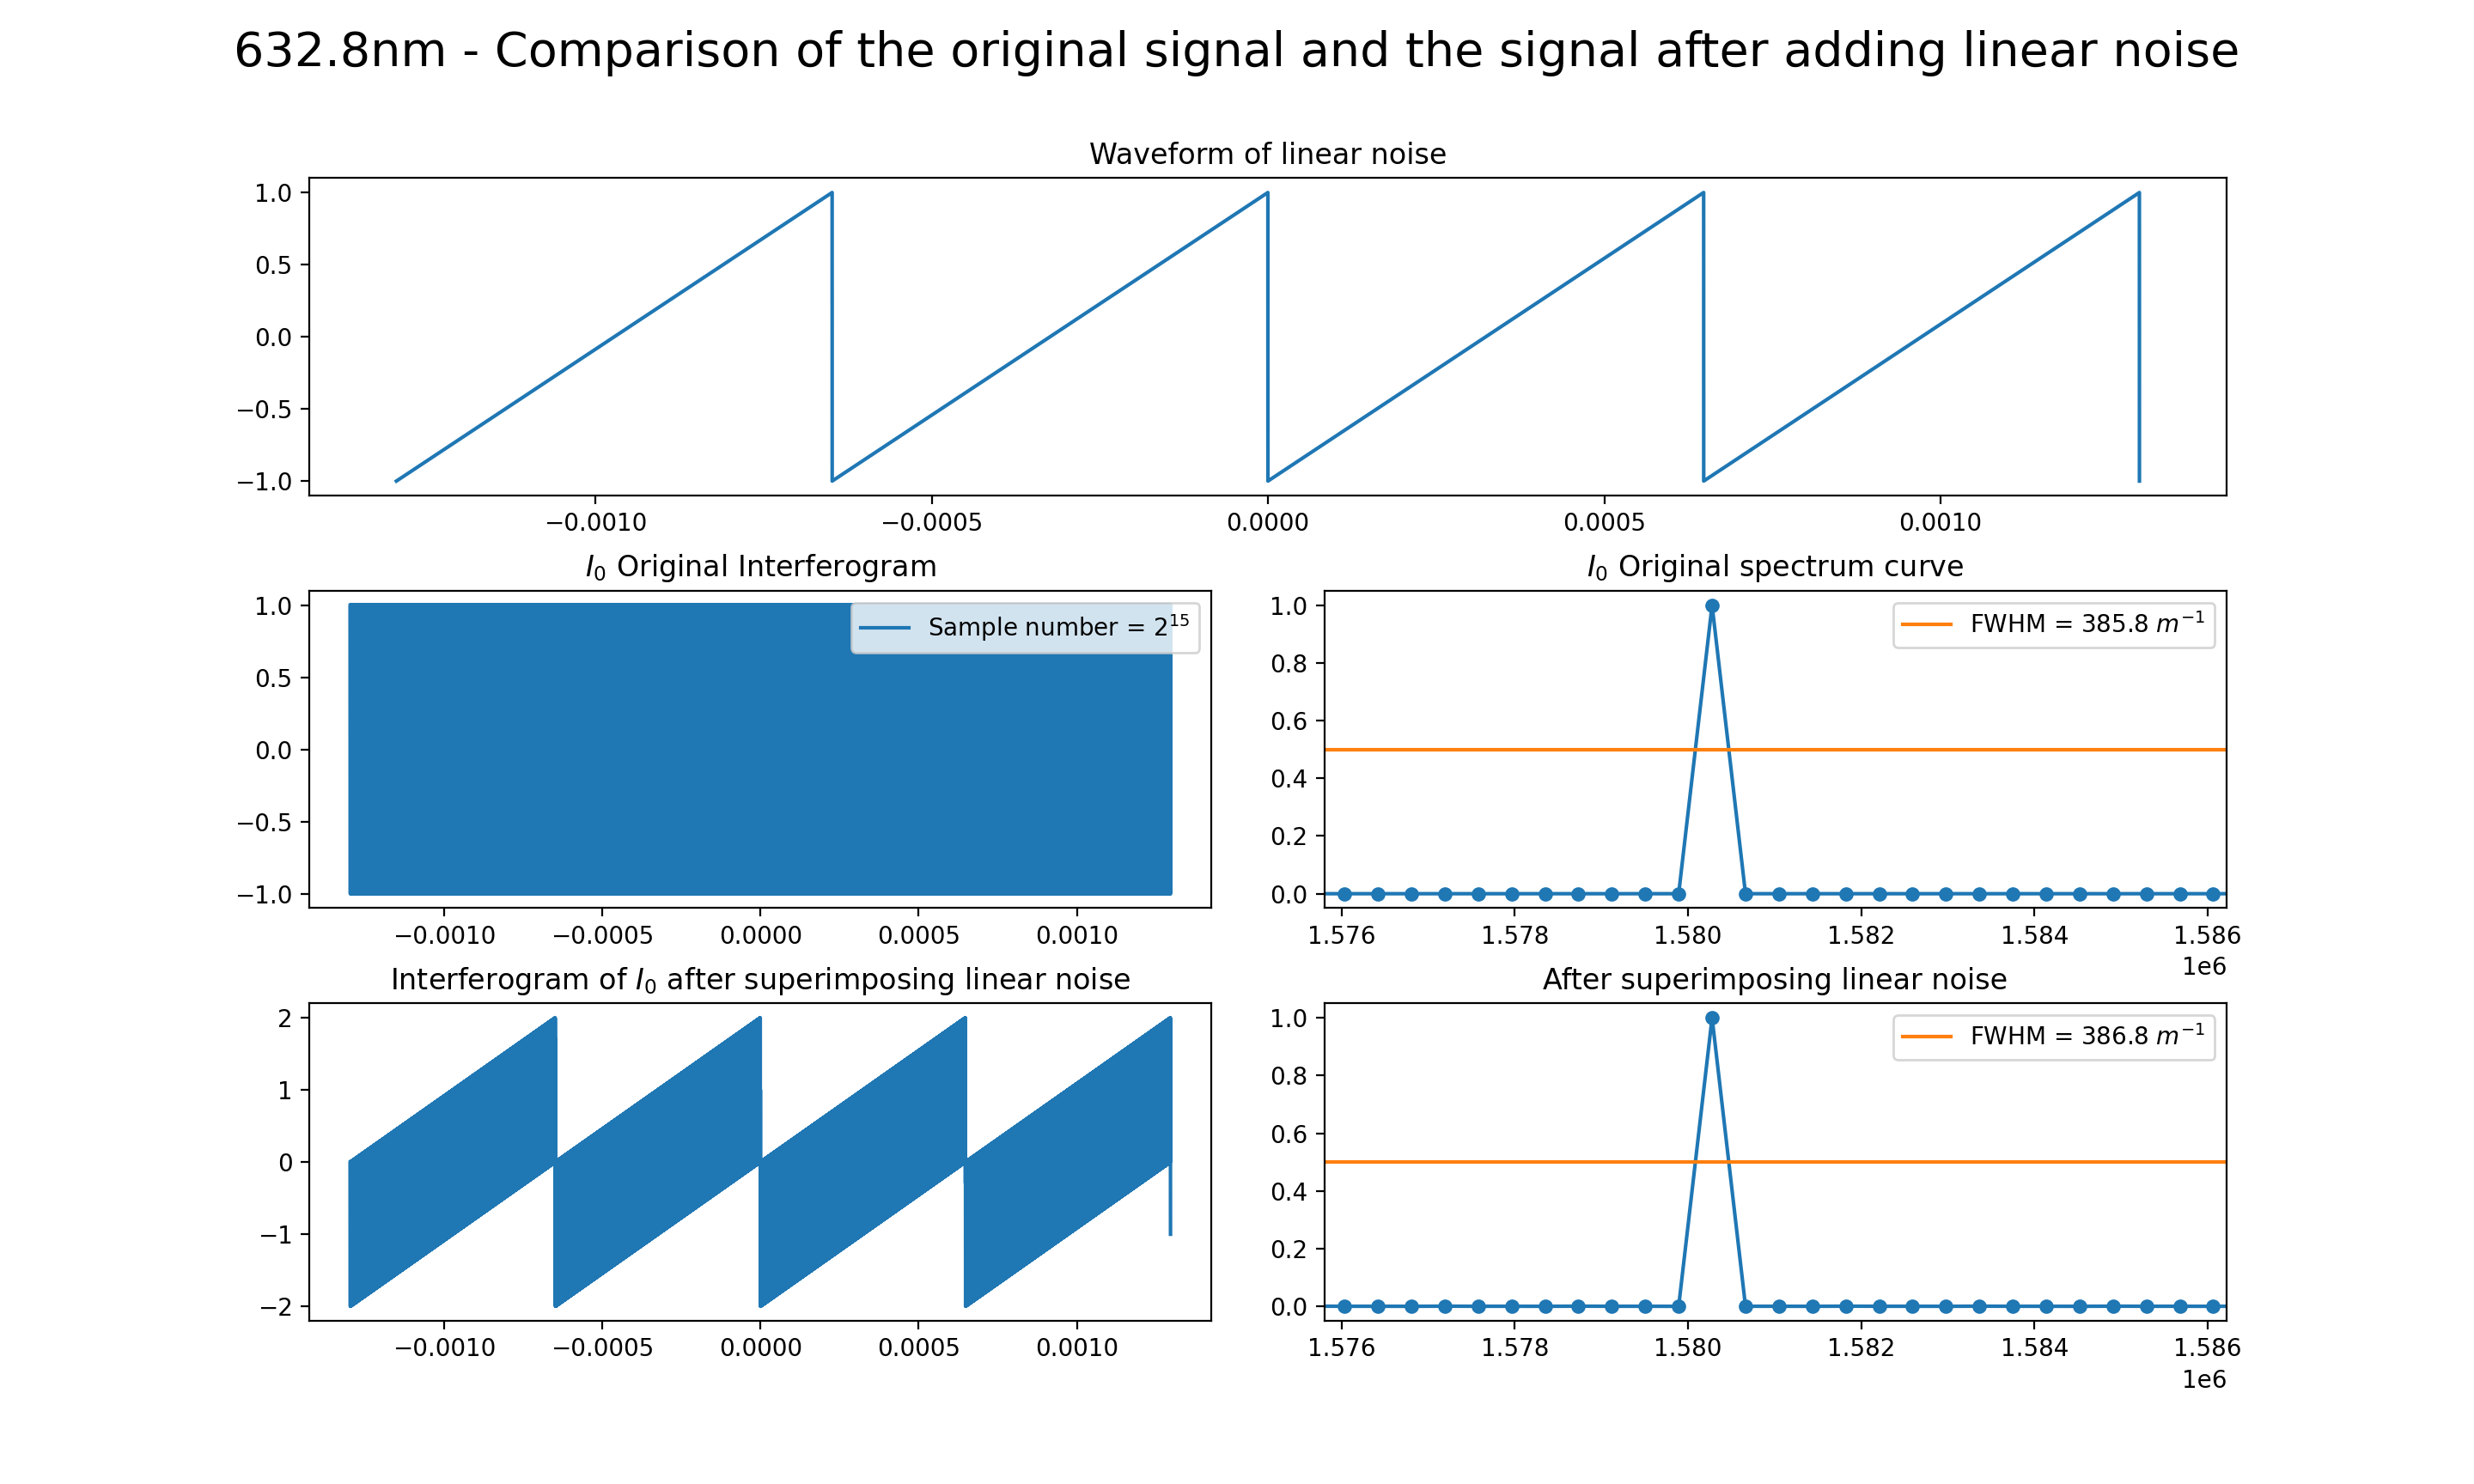 632.8nm - Comparison of the original signal and the signal after adding linear noise
Waveform of linear noise
1.0
0.5
0.0
−0.5
−1.0
−0.0010 −0.0005 0.0000 0.0005 0.0010
I₀ Original Interferogram
1.0
0.5
0.0
−0.5
−1.0
Sample number = 2¹⁵
−0.0010 −0.0005 0.0000 0.0005 0.0010
I₀ Original spectrum curve
1.0
0.8
0.6
0.4
0.2
0.0
FWHM = 385.8 m⁻¹
1.576 1.578 1.580 1.582 1.584 1.586
1e6
Interferogram of I₀ after superimposing linear noise
2
1
0
−1
−2
−0.0010 −0.0005 0.0000 0.0005 0.0010
After superimposing linear noise
1.0
0.8
0.6
0.4
0.2
0.0
FWHM = 386.8 m⁻¹
1.576 1.578 1.580 1.582 1.584 1.586
1e6